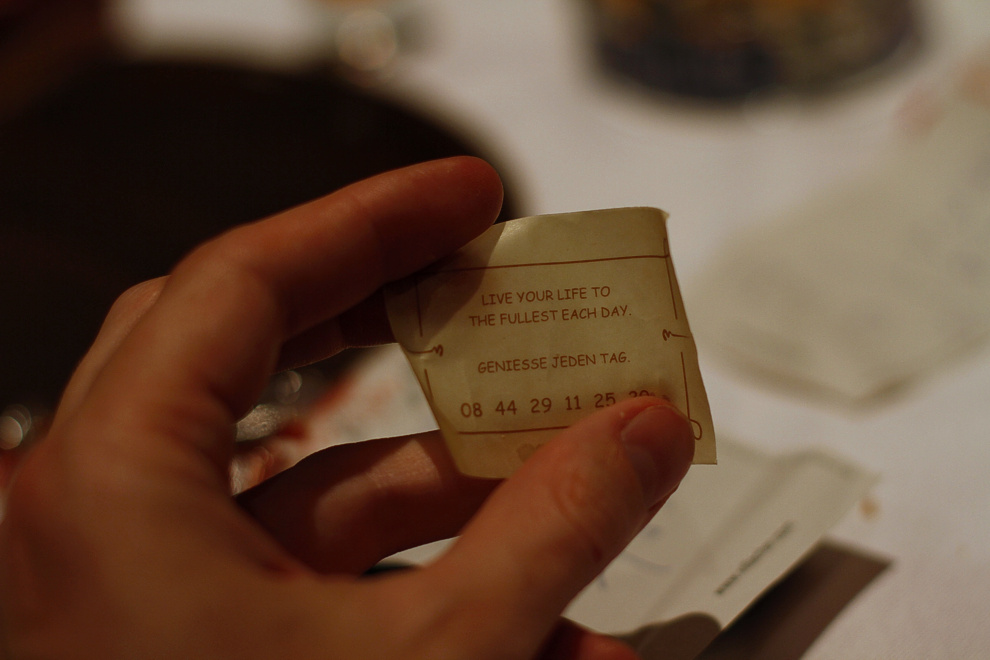 LIVE YOUR LIFE TO
THE FULLEST EACH DAY.
GENIESSE JEDEN TAG.
08 44 29 11 25